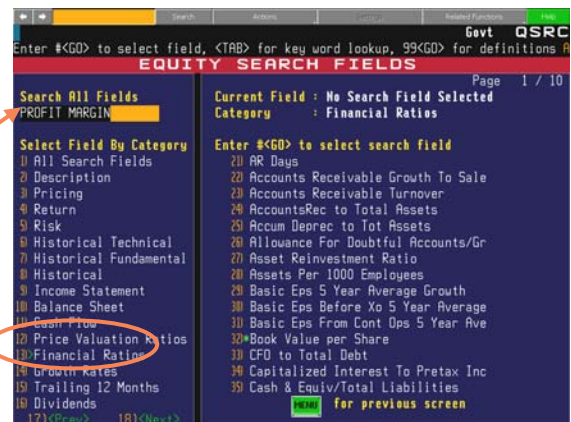 Search Actions Related Functions Help
Govt QSRC
Enter #<GO> to select field, <TAB> for key word lookup, 99<GO> for definitions A
EQUITY SEARCH FIELDS
Page 1 / 10
Search All Fields
PROFIT MARGIN
Current Field : No Search Field Selected
Category : Financial Ratios
Select Field By Category
1) All Search Fields
2) Description
3) Pricing
4) Return
5) Risk
6) Historical Technical
7) Historical Fundamental
8) Historical
9) Income Statement
10) Balance Sheet
11) Cash Flow
12) Price Valuation Ratios
13)>Financial Ratios
14) Growth Rates
15) Trailing 12 Months
16) Dividends
17)<Prev> 18)<Next>
Enter #<GO> to select search field
21) AR Days
22) Accounts Receivable Growth To Sale
23) Accounts Receivable Turnover
24) AccountsRec to Total Assets
25) Accum Deprec to Tot Assets
26) Allowance For Doubtful Accounts/Gr
27) Asset Reinvestment Ratio
28) Assets Per 1000 Employees
29) Basic Eps 5 Year Average Growth
30) Basic Eps Before Xo 5 Year Average
31) Basic Eps From Cont Ops 5 Year Ave
32)*Book Value per Share
33) CFO to Total Debt
34) Capitalized Interest To Pretax Inc
35) Cash & Equiv/Total Liabilities
MENU for previous screen